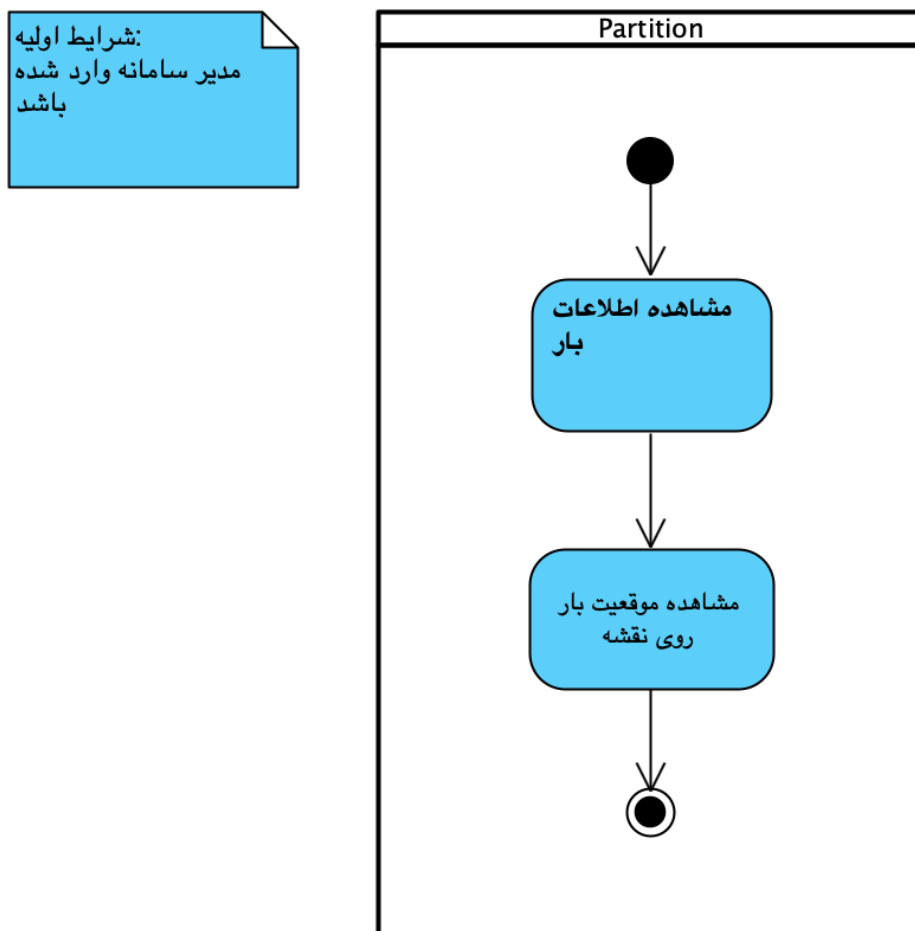 شرایط اولیه:
مدیر سامانه وارد شده
باشد
Partition
مشاهده اطلاعات
بار
مشاهده موقعیت بار
روی نقشه